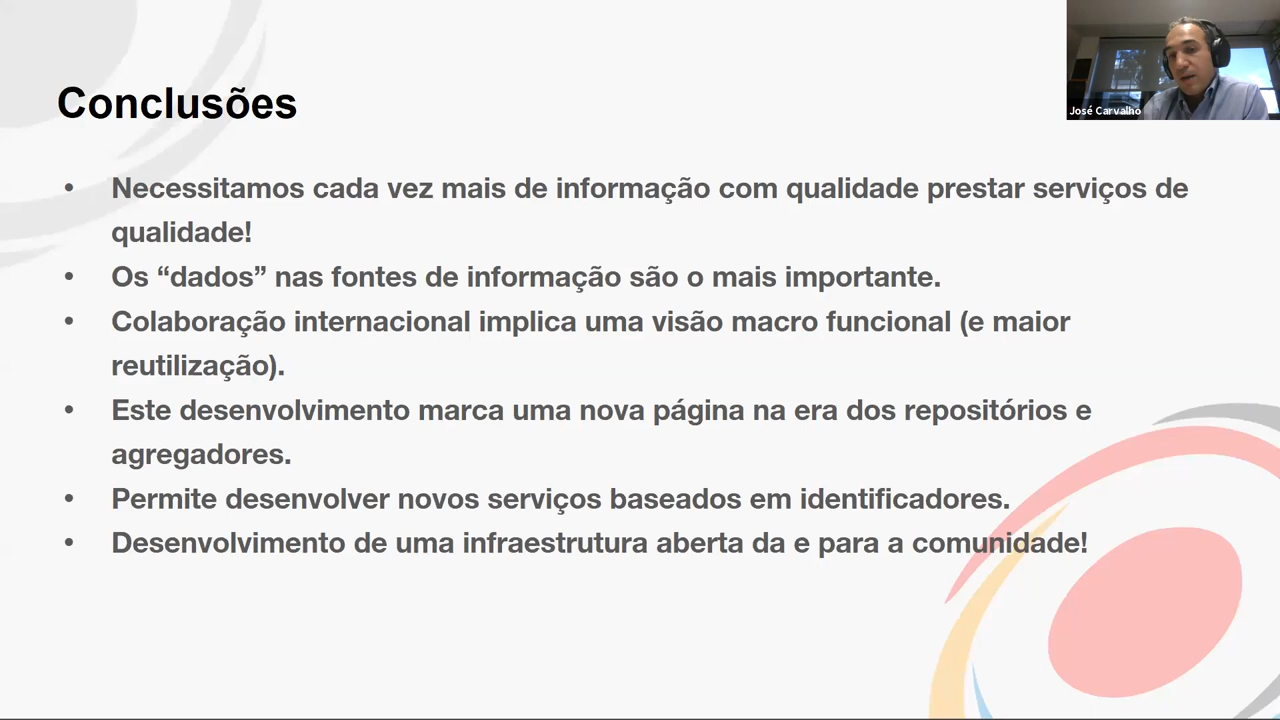 Conclusões
José Carvalho
• Necessitamos cada vez mais de informação com qualidade prestar serviços de
qualidade!
• Os “dados” nas fontes de informação são o mais importante.
• Colaboração internacional implica uma visão macro funcional (e maior
reutilização).
• Este desenvolvimento marca uma nova página na era dos repositórios e
agregadores.
• Permite desenvolver novos serviços baseados em identificadores.
• Desenvolvimento de uma infraestrutura aberta da e para a comunidade!